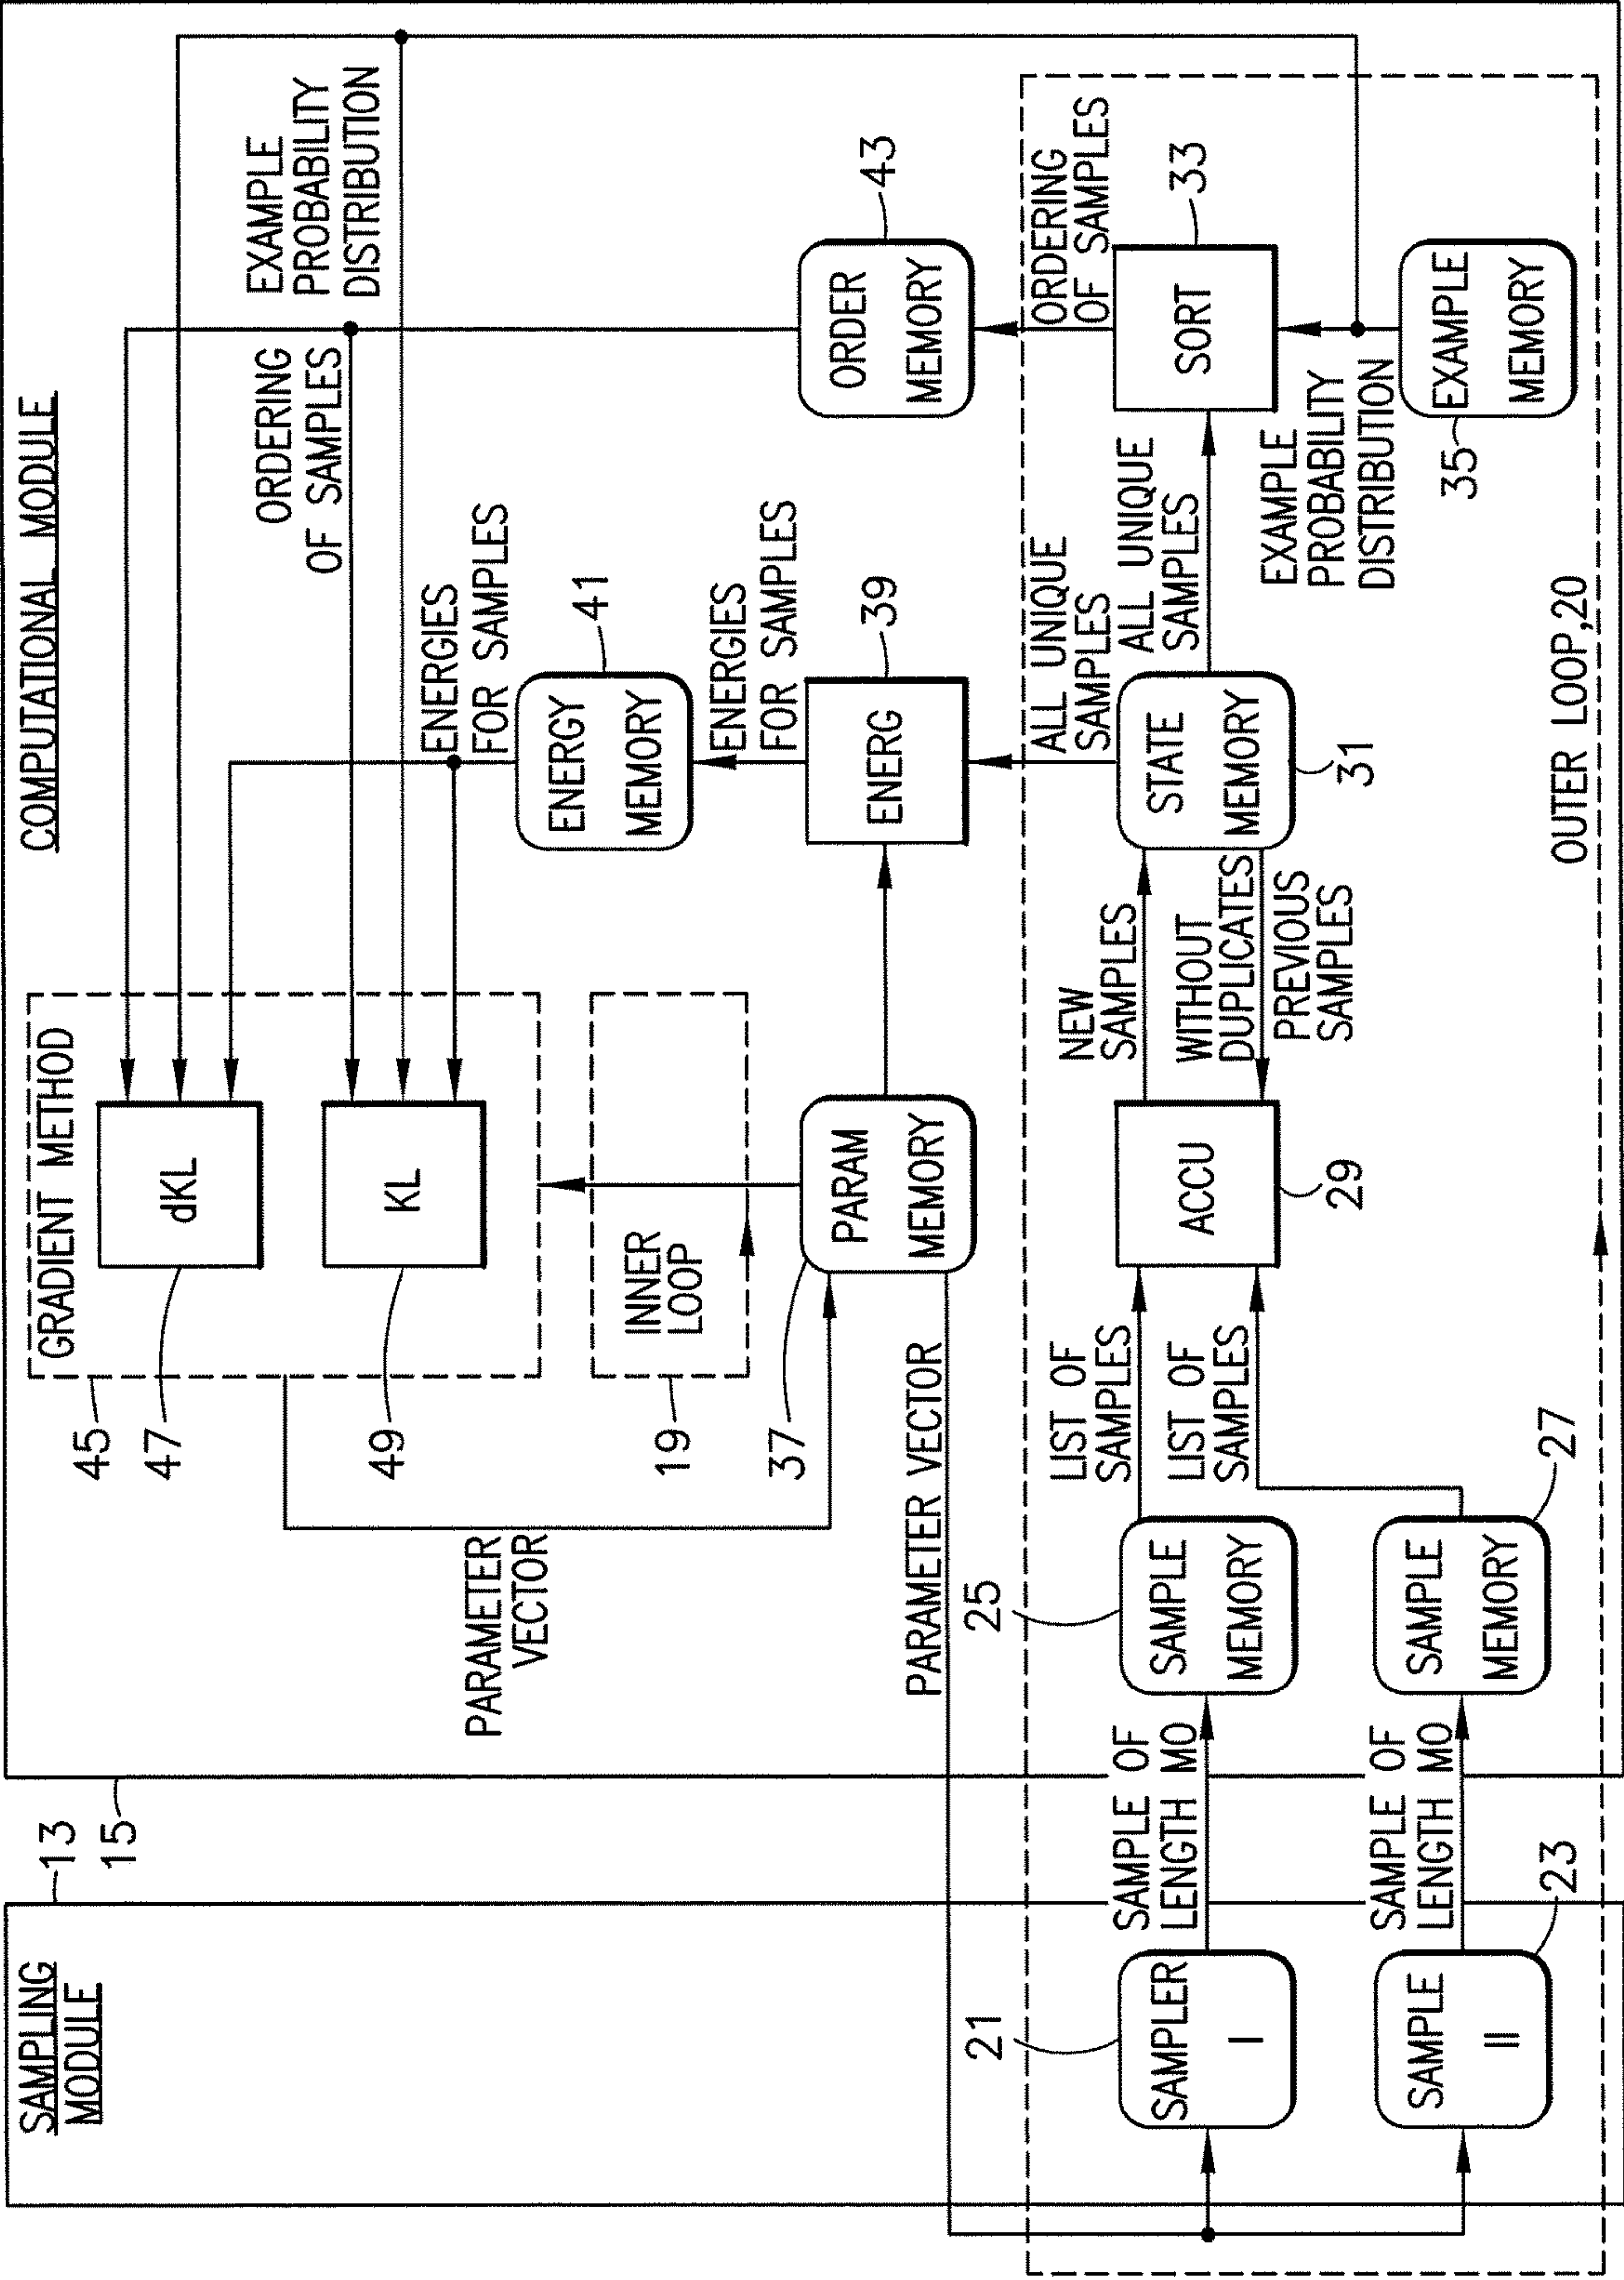 SAMPLING
MODULE
13
15
COMPUTATIONAL MODULE
GRADIENT METHOD
45
47
49
dKL
KL
EXAMPLE
PROBABILITY
DISTRIBUTION
ORDERING
OF SAMPLES
ENERGIES
FOR SAMPLES
PARAMETER
VECTOR
INNER
LOOP
19
37
PARAM
MEMORY
ENERGY
MEMORY
41
ENERGIES
FOR SAMPLES
ENERG
39
ORDER
MEMORY
43
PARAMETER VECTOR
21
SAMPLER
I
SAMPLE
II
23
SAMPLE OF
LENGTH MO
SAMPLE OF
LENGTH MO
25
SAMPLE
MEMORY
SAMPLE
MEMORY
27
LIST OF
SAMPLES
LIST OF
SAMPLES
ACCU
29
NEW
SAMPLES
WITHOUT
DUPLICATES
PREVIOUS
SAMPLES
STATE
MEMORY
31
ALL UNIQUE
SAMPLES
ALL UNIQUE
SAMPLES
ORDERING
OF SAMPLES
SORT
33
EXAMPLE
PROBABILITY
DISTRIBUTION
35
EXAMPLE
MEMORY
OUTER LOOP,20